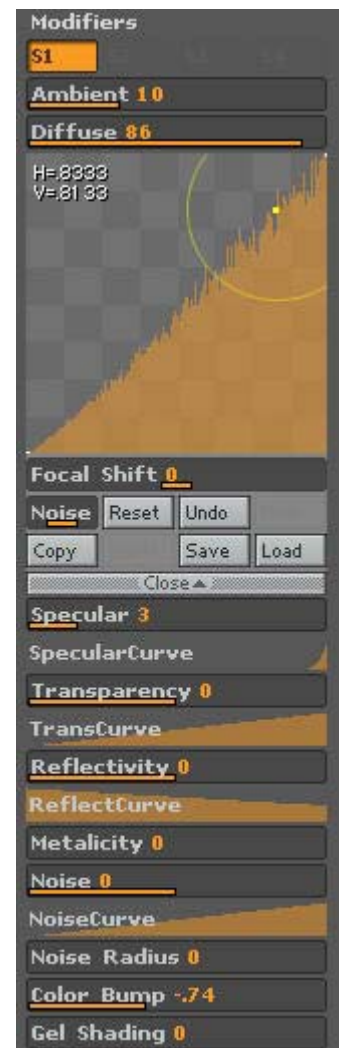 Modifiers
S1
Ambient 10
Diffuse 86
H=.8333
V=.8133
Focal Shift 0
Noise Reset Undo
Copy Save Load
Close
Specular 3
SpecularCurve
Transparency 0
TransCurve
Reflectivity 0
ReflectCurve
Metalicity 0
Noise 0
NoiseCurve
Noise Radius 0
Color Bump -.74
Gel Shading 0